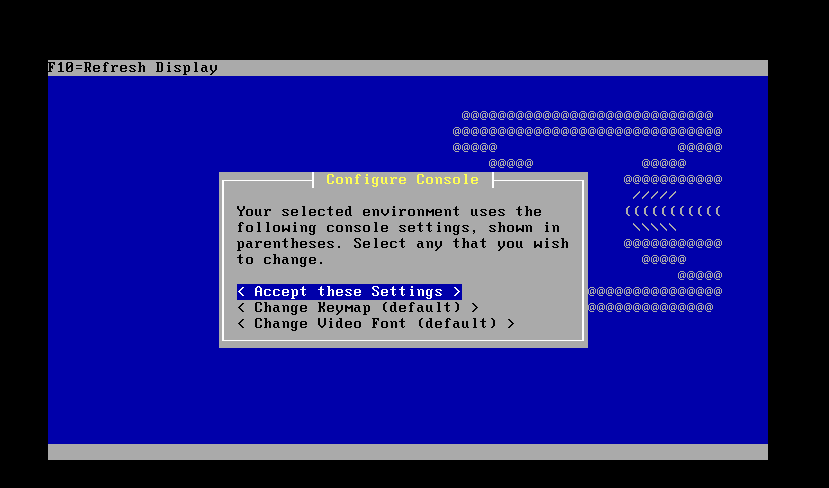 F10=Refresh Display
@@@@@@@@@@@@@@@@@@@@@@@@@@@@
@@@@@@@@@@@@@@@@@@@@@@@@@@@@@@
@@@@@                    @@@@@
@@@@@            @@@@@
Configure Console
@@@@@@@@@@@
/////
Your selected environment uses the
(((((((((((
following console settings, shown in
\\\\\
parentheses. Select any that you wish
@@@@@@@@@@@
to change.
@@@@@
@@@@@
< Accept these Settings >
@@@@@@@@@@@@@@@
< Change Keymap (default) >
@@@@@@@@@@@@@@
< Change Video Font (default) >